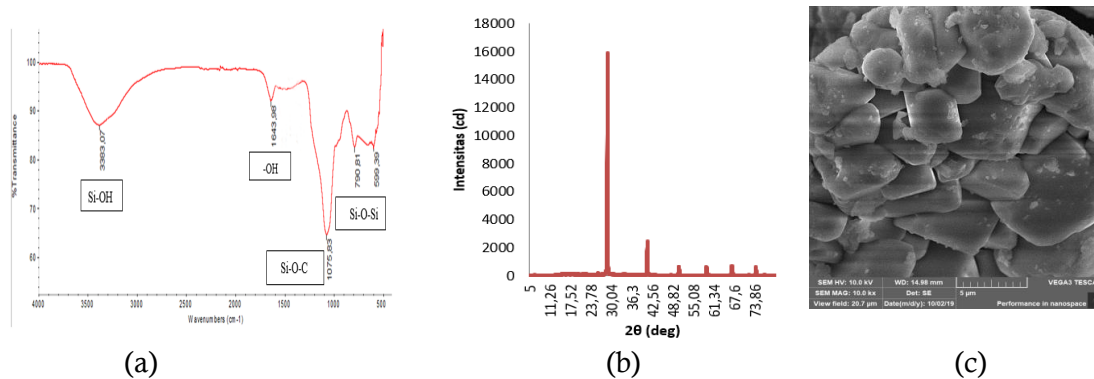 %Transmittance
100
90
80
70
60
3383,07
Si-OH
1643,98
-OH
Si-O-C
1075,83
790,81
599,39
Si-O-Si
4000
3500
3000
2500
2000
1500
1000
500
Wavenumbers (cm-1)
(a)
Intensitas (cd)
18000
16000
14000
12000
10000
8000
6000
4000
2000
0
5
11,26
17,52
23,78
30,04
36,3
42,56
48,82
55,08
61,34
67,6
73,86
2θ (deg)
(b)
(c)
SEM HV: 10.0 kV
WD: 14.98 mm
VEGA3 TESCA
SEM MAG: 10.0 kx
Det: SE
5 µm
View field: 20.7 µm
Date(m/d/y): 10/02/19
Performance in nanospace